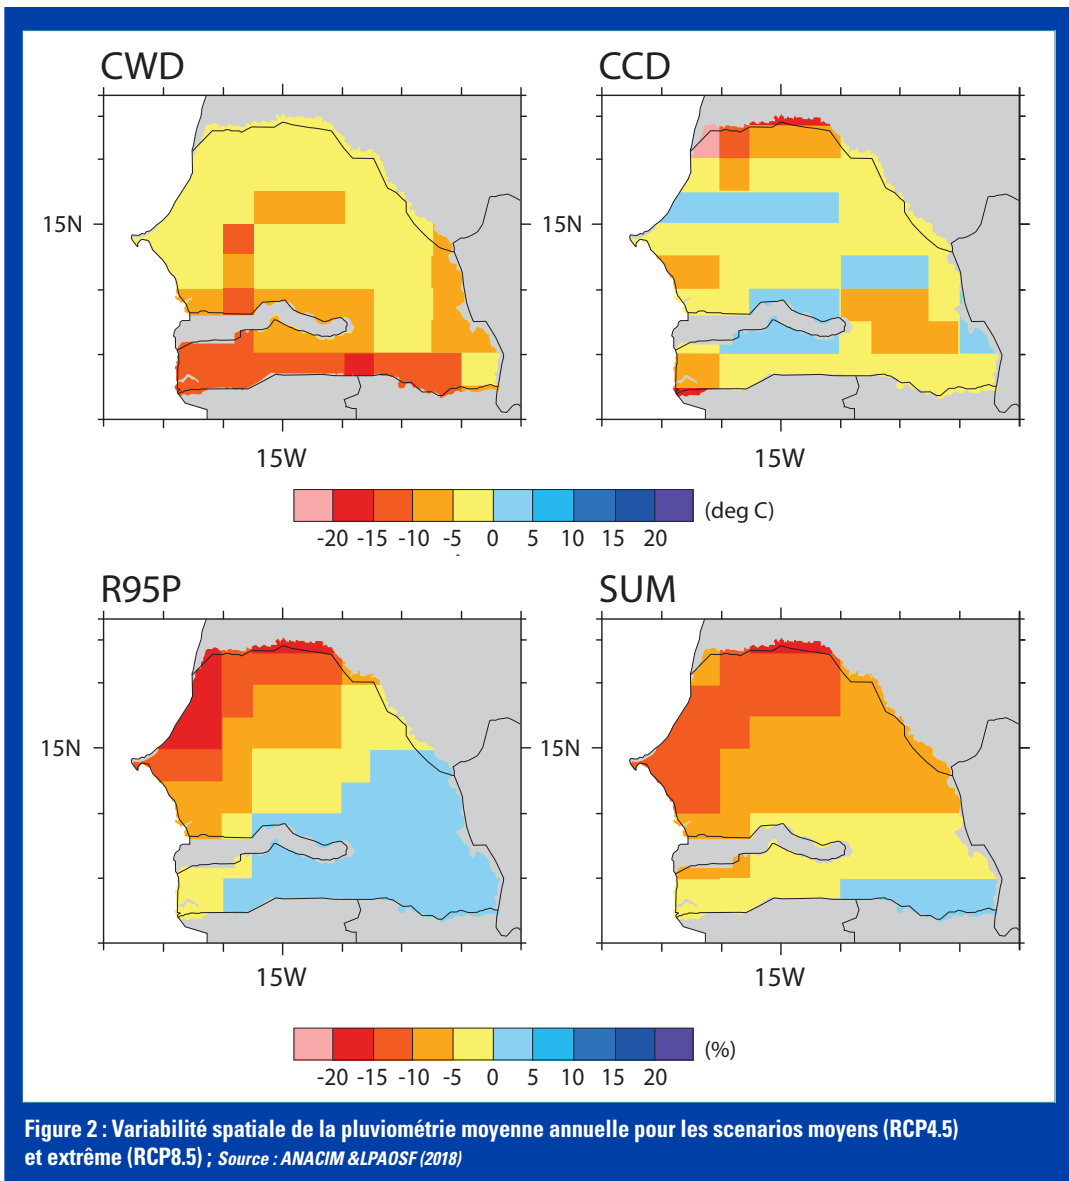 CWD
CCD
15N
15N
15W
15W
-20 -15 -10 -5 0 5 10 15 20
(deg C)
R95P
SUM
15N
15N
15W
15W
-20 -15 -10 -5 0 5 10 15 20
(%)
Figure 2 : Variabilité spatiale de la pluviométrie moyenne annuelle pour les scenarios moyens (RCP4.5)
et extrême (RCP8.5) ; Source : ANACIM &LPAOSF (2018)